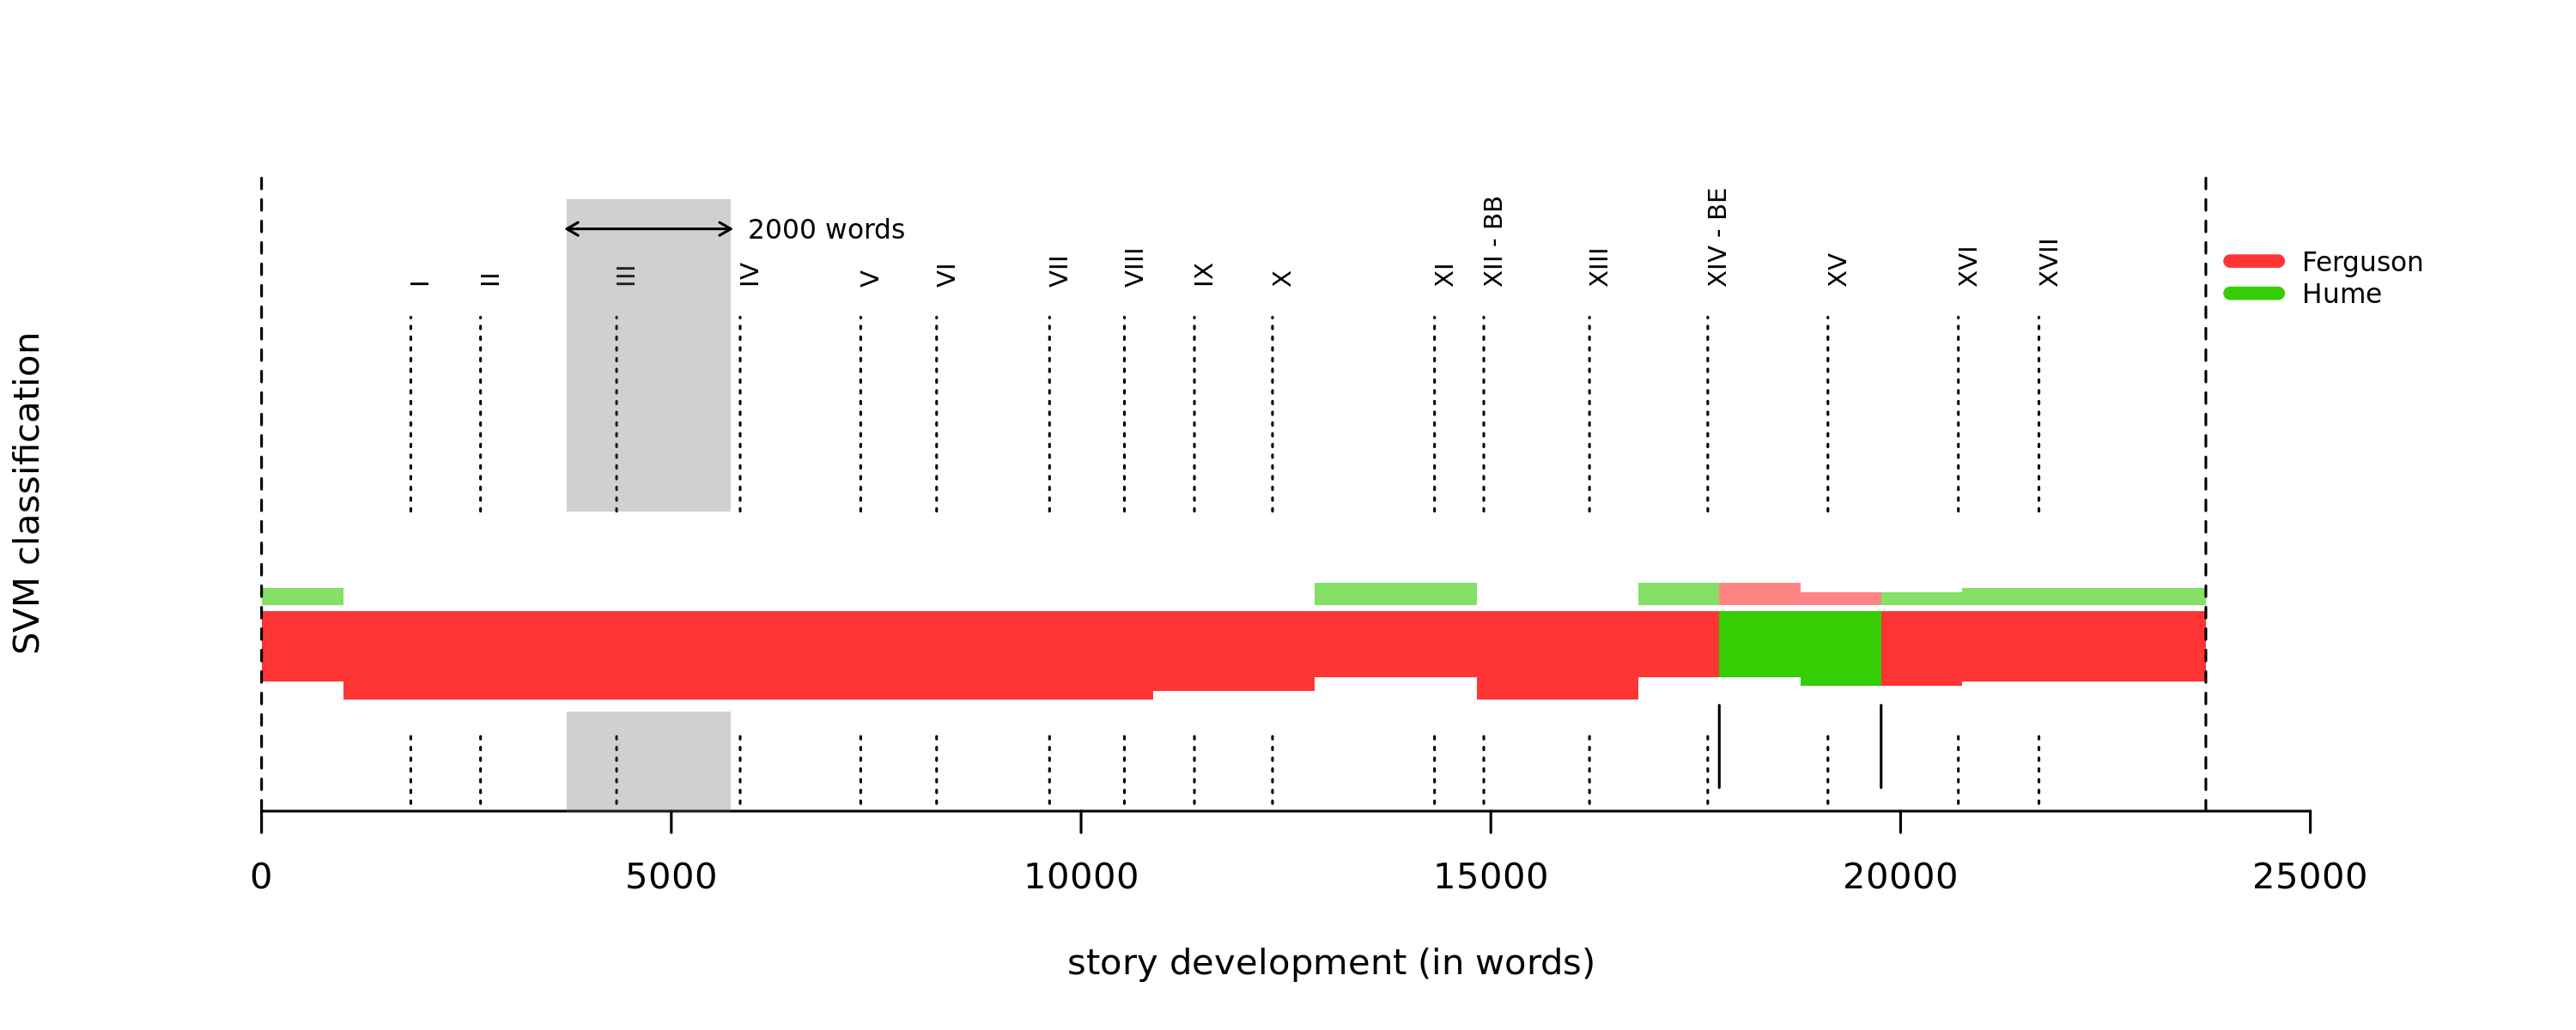 2000 words
I
II
III
IV
V
VI
VII
VIII
IX
X
XI
XII - BB
XIII
XIV - BE
XV
XVI
XVII
Ferguson
Hume
SVM classification
0
5000
10000
15000
20000
25000
story development (in words)